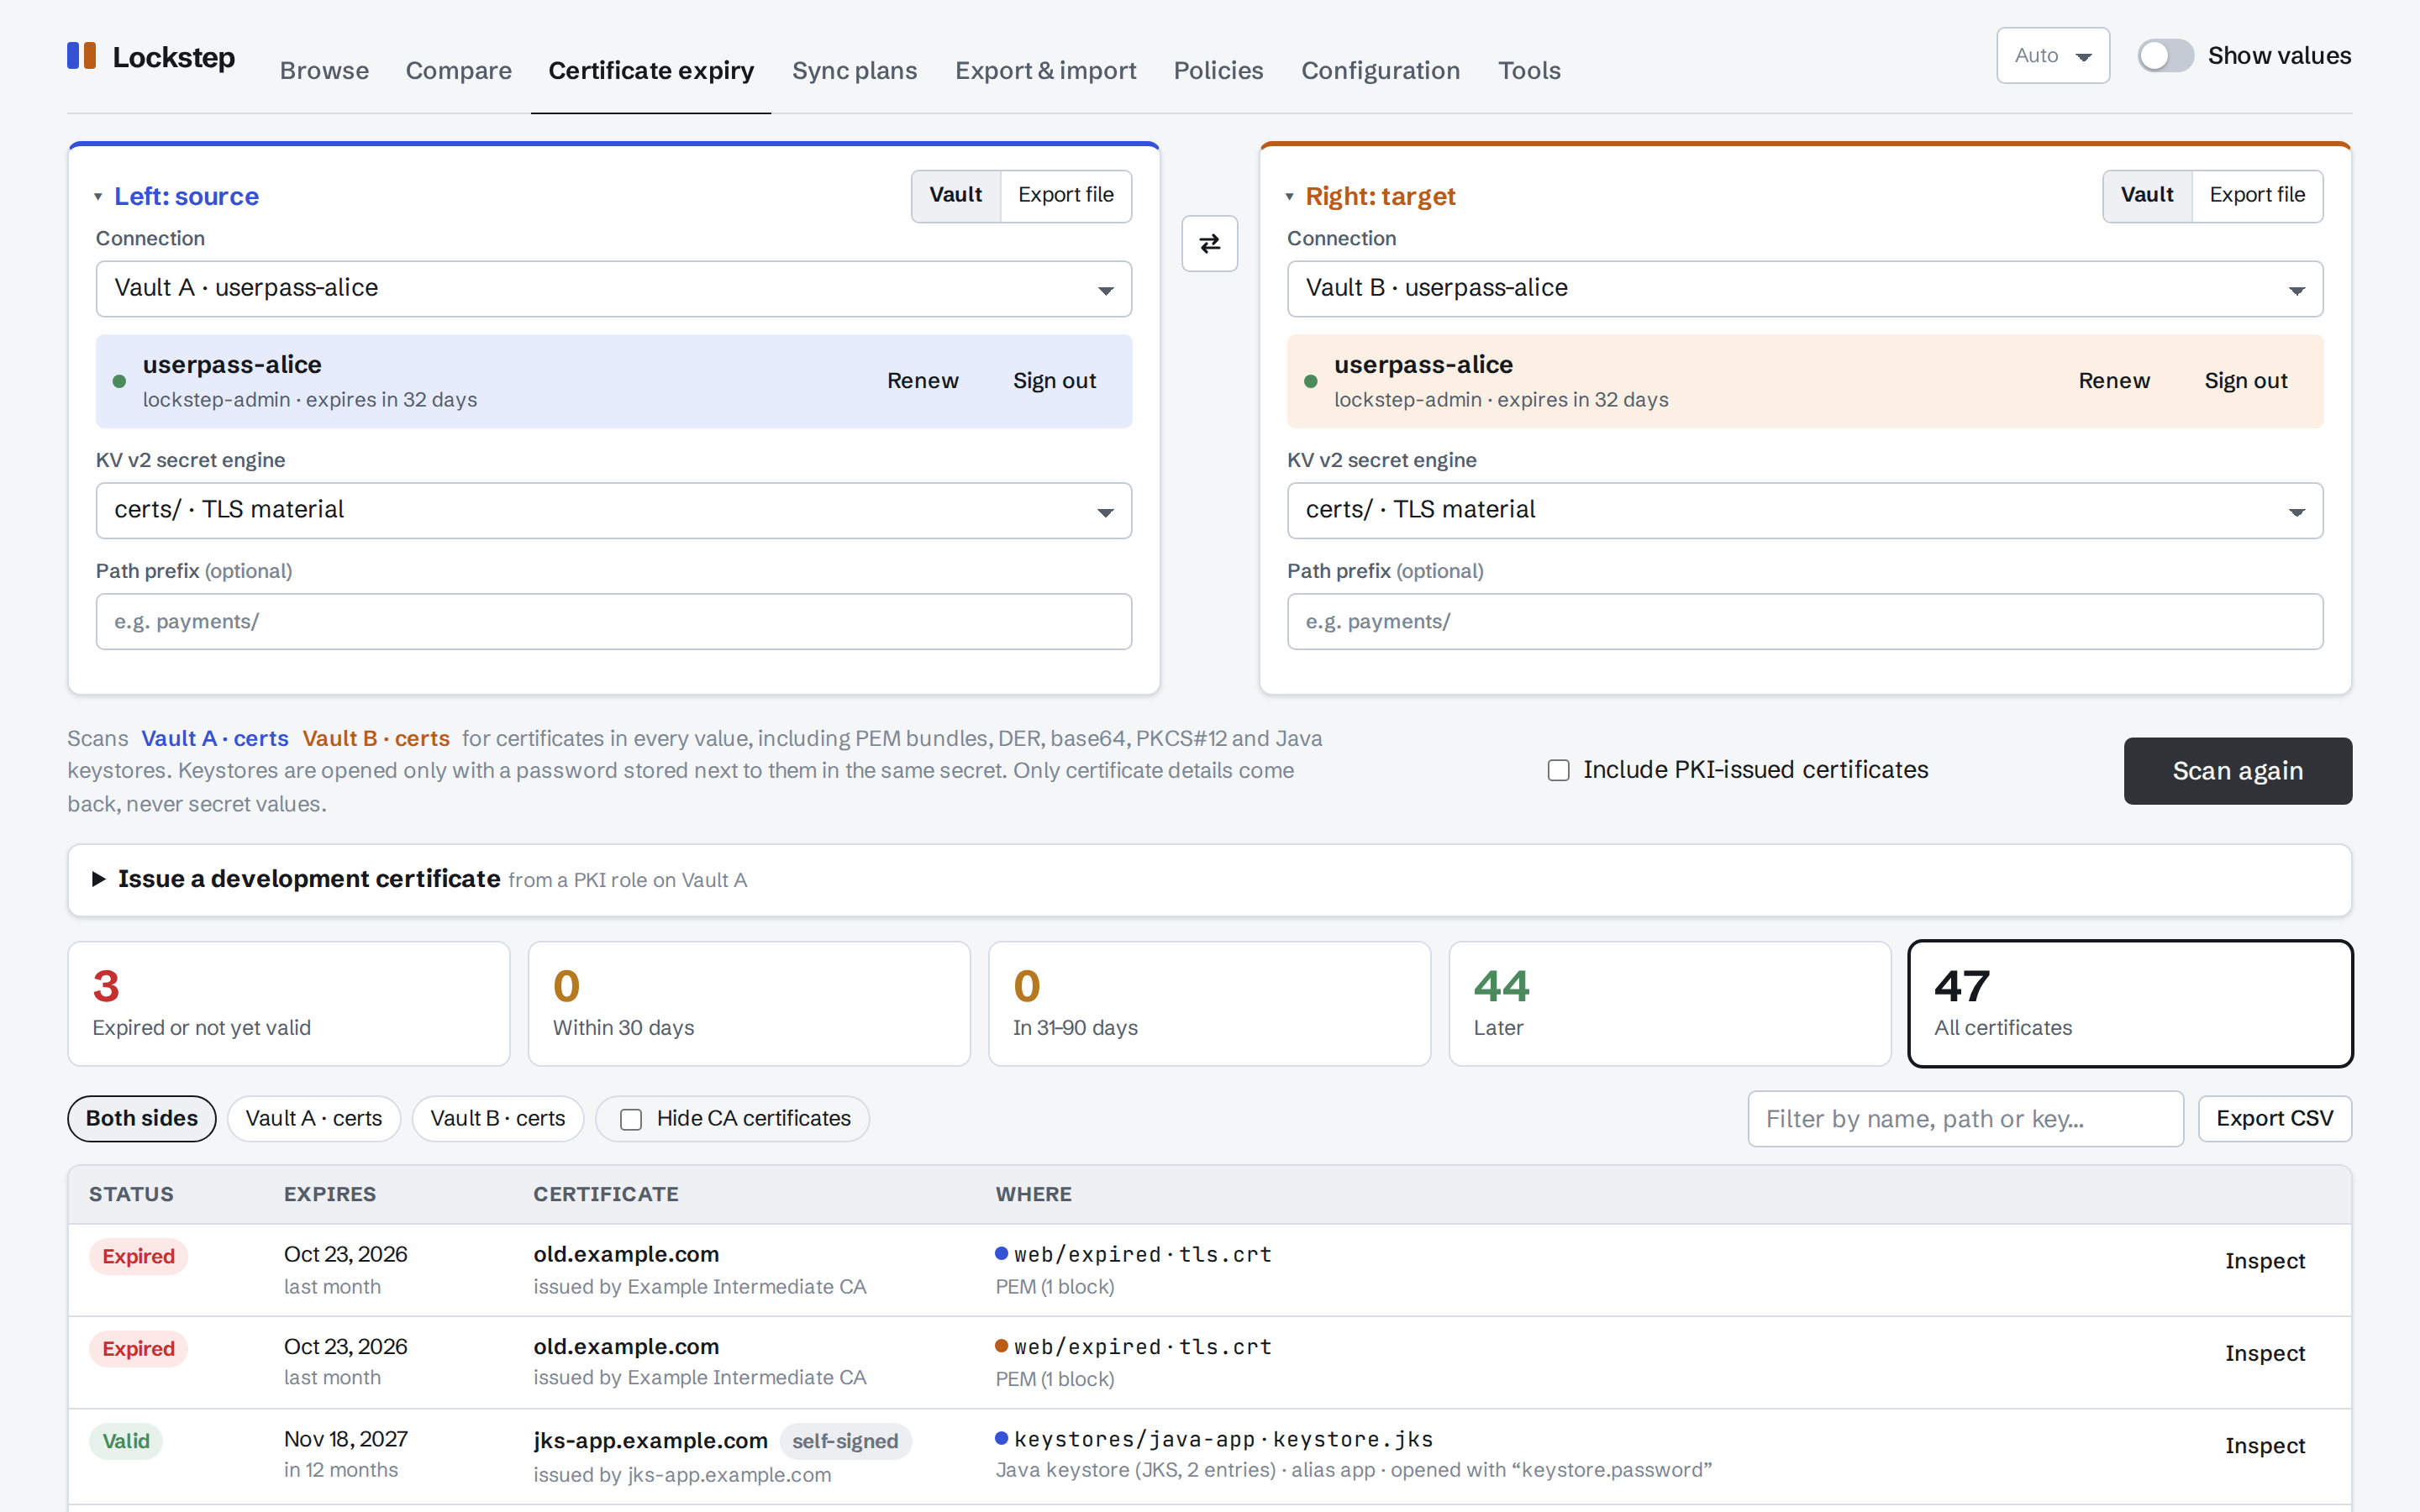 Lockstep
Browse
Compare
Certificate expiry
Sync plans
Export & import
Policies
Configuration
Tools
Auto
Show values
Left: source
Vault
Export file
Connection
Vault A · userpass-alice
userpass-alice
lockstep-admin · expires in 32 days
Renew
Sign out
KV v2 secret engine
certs/ · TLS material
Path prefix (optional)
e.g. payments/
Right: target
Vault
Export file
Connection
Vault B · userpass-alice
userpass-alice
lockstep-admin · expires in 32 days
Renew
Sign out
KV v2 secret engine
certs/ · TLS material
Path prefix (optional)
e.g. payments/
Scans Vault A · certs Vault B · certs for certificates in every value, including PEM bundles, DER, base64, PKCS#12 and Java
keystores. Keystores are opened only with a password stored next to them in the same secret. Only certificate details come
back, never secret values.
Include PKI-issued certificates
Scan again
Issue a development certificate from a PKI role on Vault A
3
Expired or not yet valid
0
Within 30 days
0
In 31-90 days
44
Later
47
All certificates
Both sides
Vault A · certs
Vault B · certs
Hide CA certificates
Filter by name, path or key...
Export CSV
STATUS EXPIRES CERTIFICATE WHERE
Expired Oct 23, 2026 old.example.com web/expired · tls.crt Inspect
last month issued by Example Intermediate CA PEM (1 block)
Expired Oct 23, 2026 old.example.com web/expired · tls.crt Inspect
last month issued by Example Intermediate CA PEM (1 block)
Valid Nov 18, 2027 jks-app.example.com self-signed keystores/java-app · keystore.jks Inspect
in 12 months issued by jks-app.example.com Java keystore (JKS, 2 entries) · alias app · opened with “keystore.password”